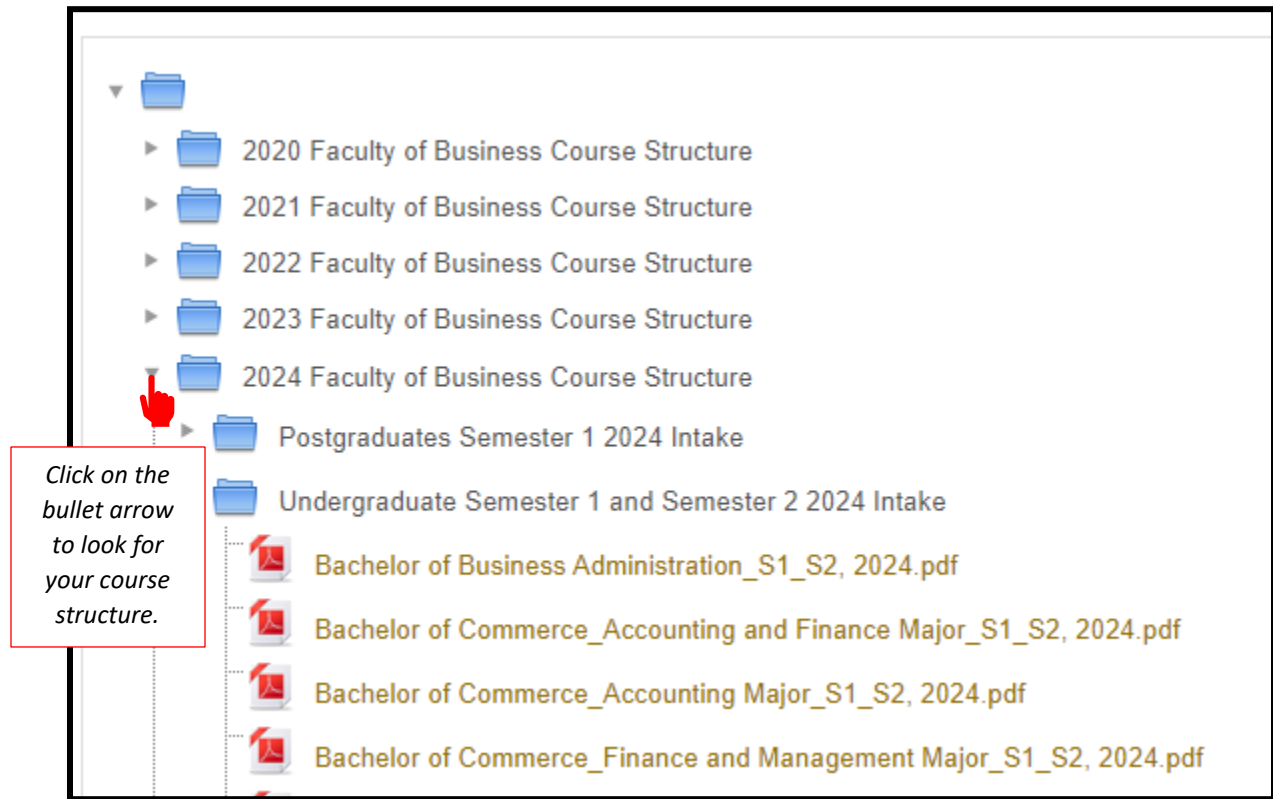 2020 Faculty of Business Course Structure
2021 Faculty of Business Course Structure
2022 Faculty of Business Course Structure
2023 Faculty of Business Course Structure
2024 Faculty of Business Course Structure
Postgraduates Semester 1 2024 Intake
Click on the
bullet arrow
to look for
your course
structure.
Undergraduate Semester 1 and Semester 2 2024 Intake
Bachelor of Business Administration_S1_S2, 2024.pdf
Bachelor of Commerce_Accounting and Finance Major_S1_S2, 2024.pdf
Bachelor of Commerce_Accounting Major_S1_S2, 2024.pdf
Bachelor of Commerce_Finance and Management Major_S1_S2, 2024.pdf